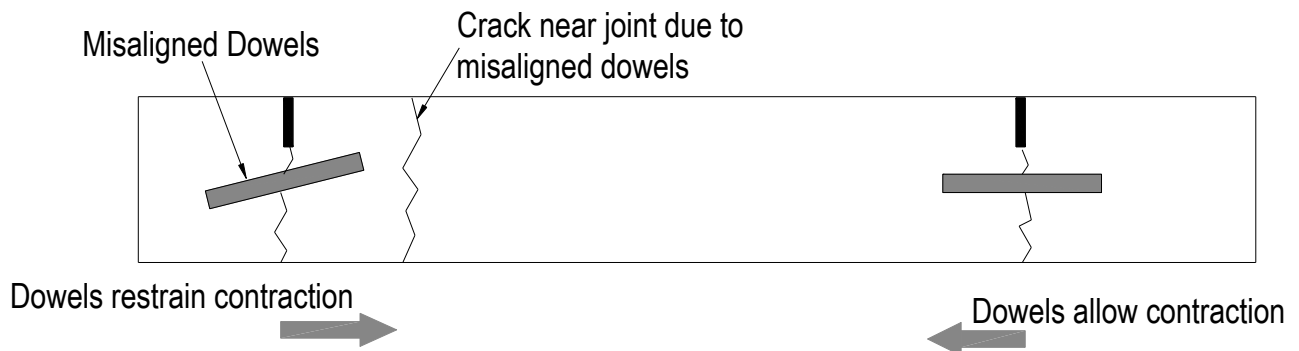 Misaligned Dowels
Crack near joint due to
misaligned dowels
Dowels restrain contraction
Dowels allow contraction